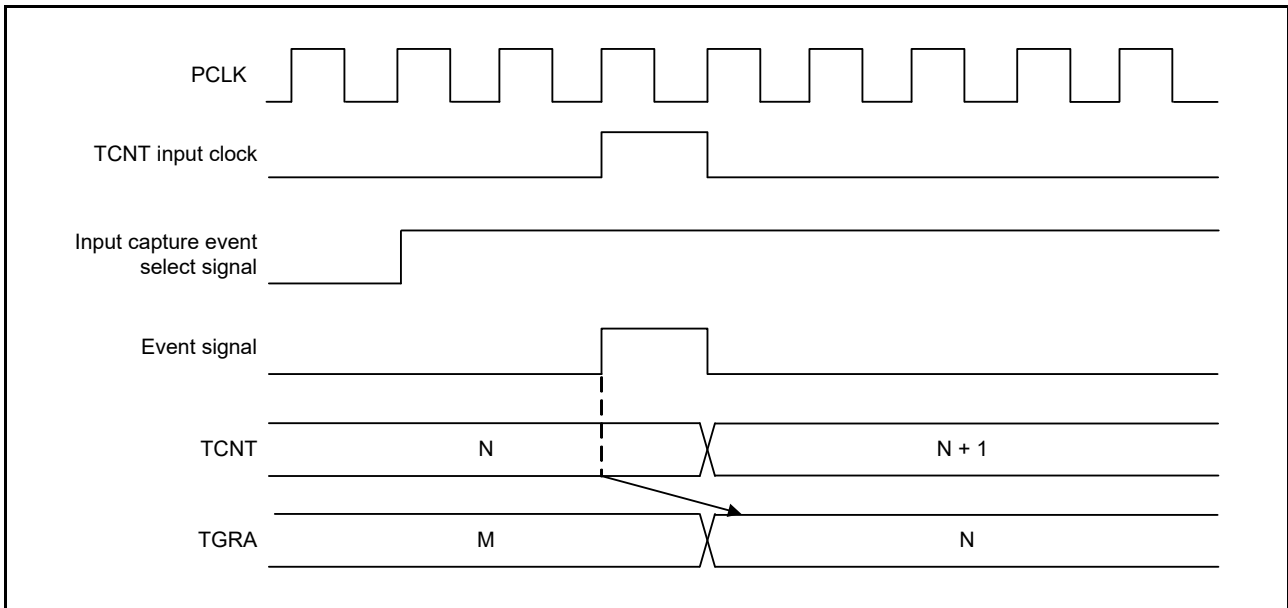 PCLK
TCNT input clock
Input capture event
select signal
Event signal
TCNT
N
N + 1
TGRA
M
N